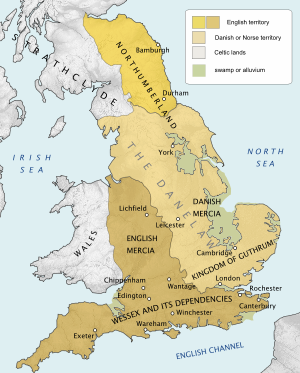 English territory
Danish or Norse territory
Celtic lands
swamp or alluvium
STRATHCLYDE
NORTHUMBERLAND
Bamburgh
Durham
IRISH
SEA
NORTH
SEA
York
THE DANELAW
DANISH
MERCIA
Lichfield
Leicester
ENGLISH
MERCIA
WALES
Cambridge
KINGDOM OF GUTHRUM
Chippenham
Wantage
London
Rochester
Edington
WESSEX AND ITS DEPENDENCIES
Canterbury
Winchester
Wareham
Exeter
ENGLISH CHANNEL